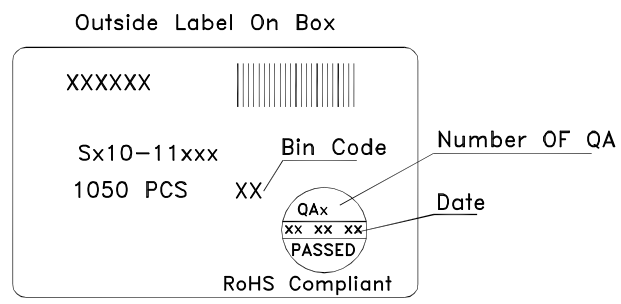 Outside Label On Box
XXXXXX
Sx10-11xxx
Bin Code
Number OF QA
1050 PCS XX
QAx
Date
xx xx xx
PASSED
RoHS Compliant